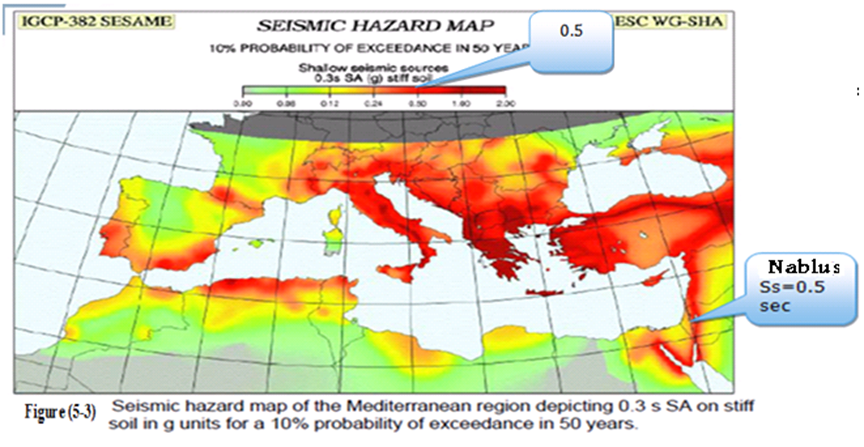 IGCP-382 SESAME
SEISMIC HAZARD MAP
ESC WG-SHA
10% PROBABILITY OF EXCEEDANCE IN 50 YEA
0.5
Shallow seismic sources
0.3s SA (g) stiff soil
0.00 0.08 0.12 0.24 0.50 1.00 2.00
:
Nablus
Ss=0.5
sec
Figure (5-3) Seismic hazard map of the Mediterranean region depicting 0.3 s SA on stiff
soil in g units for a 10% probability of exceedance in 50 years.